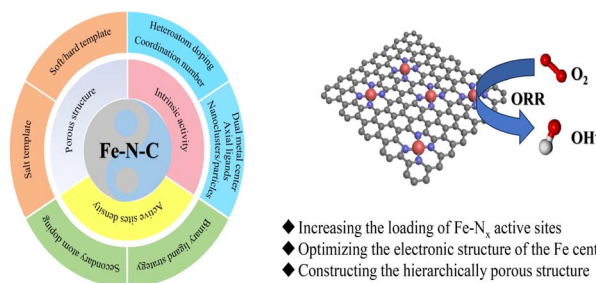 Soft/hard template
Heteroatom doping
Coordination number
Salt template
Porous structure
Intrinsic activity
Dual metal center
Axial ligands
Nanoclusters/particles
Fe-N-C
Active sites density
Secondary atom doping
Binary ligand strategy
O₂
ORR
OH⁻
◆ Increasing the loading of Fe-Nₓ active sites
◆ Optimizing the electronic structure of the Fe cent
◆ Constructing the hierarchically porous structure